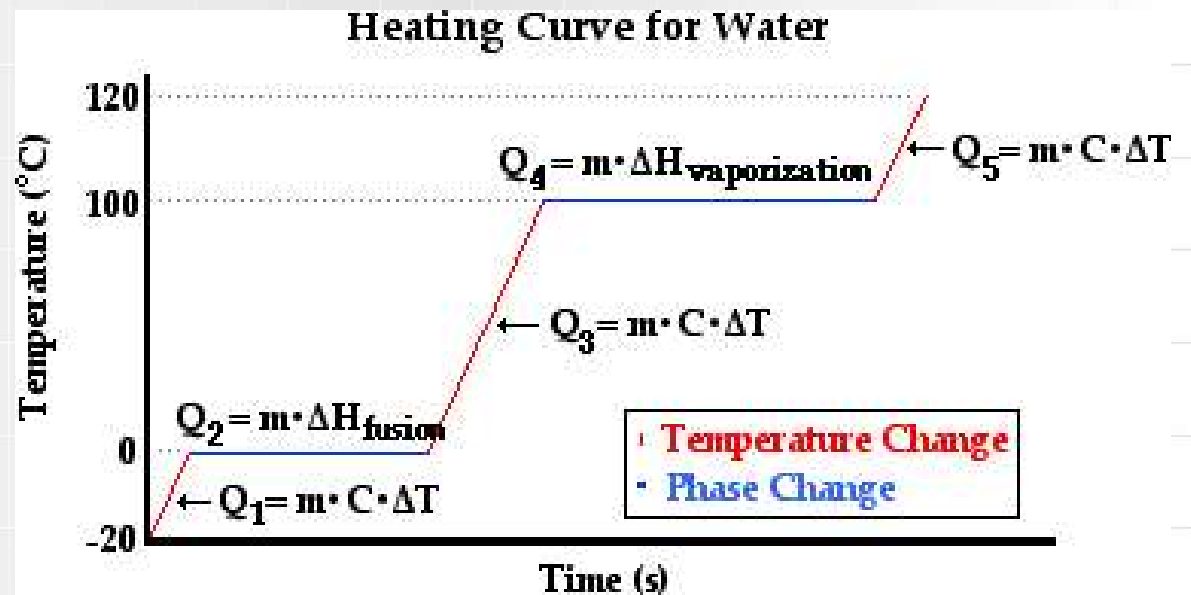 Heating Curve for Water
120
Q4 = m·ΔHvaporization
Q5 = m·C·ΔT
100
Temperature (°C)
Q3 = m·C·ΔT
Q2 = m·ΔHfusion
0
Temperature Change
Phase Change
Q1 = m·C·ΔT
-20
Time (s)